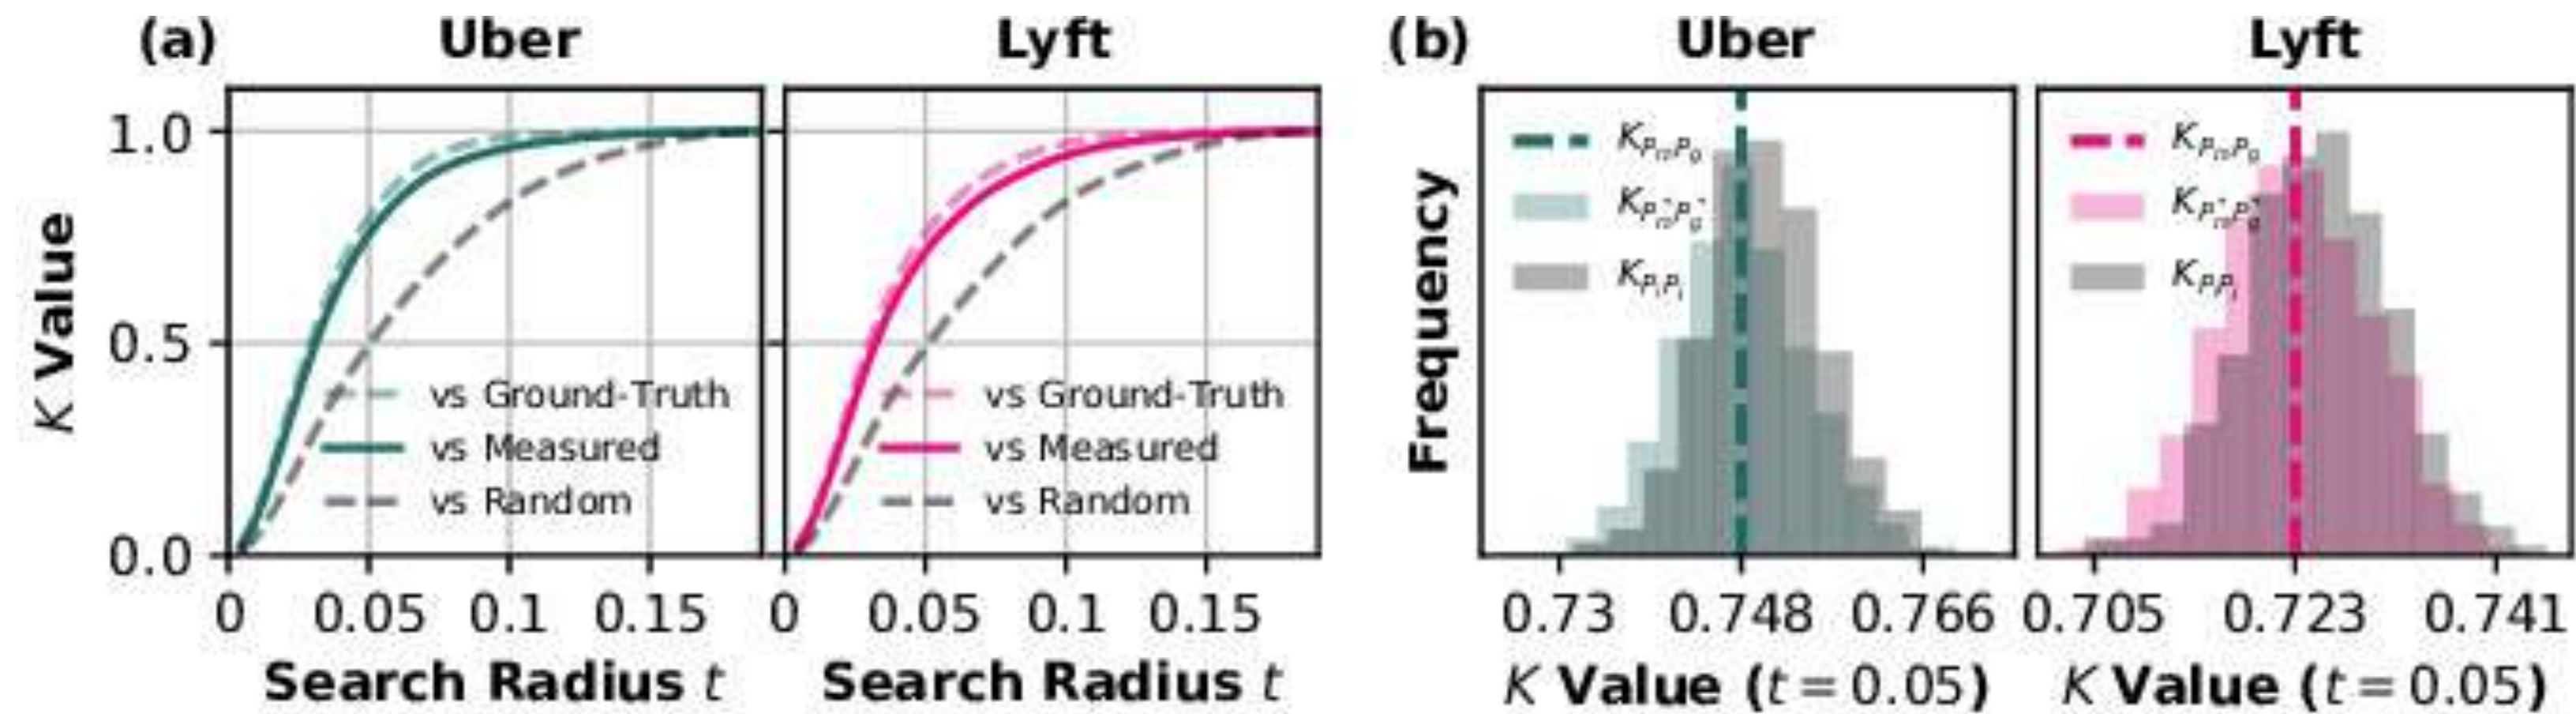 (a) Uber Lyft
K Value
1.0
0.5
0.0
vs Ground-Truth
vs Measured
vs Random
vs Ground-Truth
vs Measured
vs Random
0 0.05 0.1 0.15
0 0.05 0.1 0.15
Search Radius t
Search Radius t
(b) Uber Lyft
Frequency
0.73 0.748 0.766
0.705 0.723 0.741
K Value (t = 0.05)
K Value (t = 0.05)